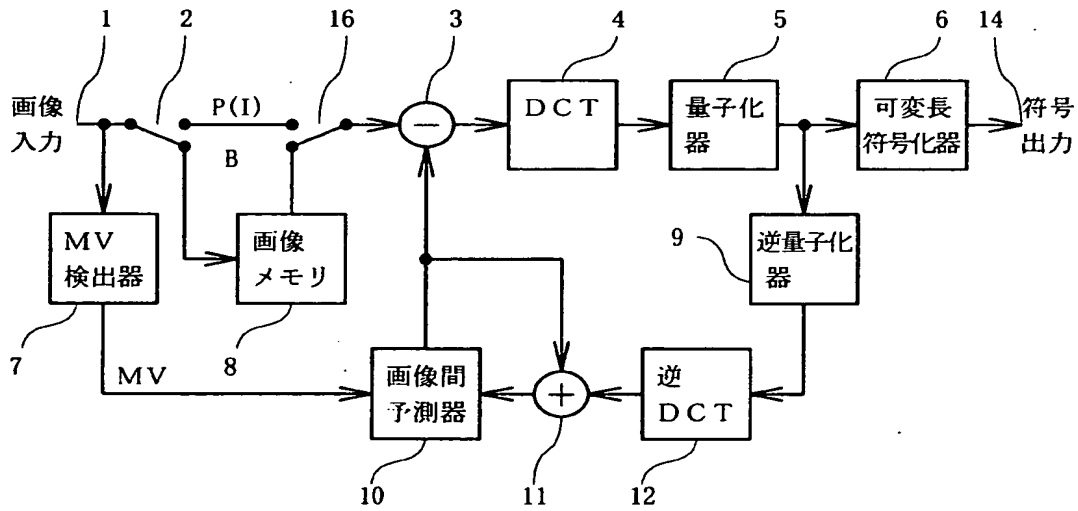 1
2
16
3
4
5
6
14
画像
入力
P(I)
B
−
DCT
量子化
器
可変長
符号化器
符号
出力
MV
検出器
画像
メモリ
9
逆量子化
器
7
8
MV
画像間
予測器
+
逆
DCT
10
11
12